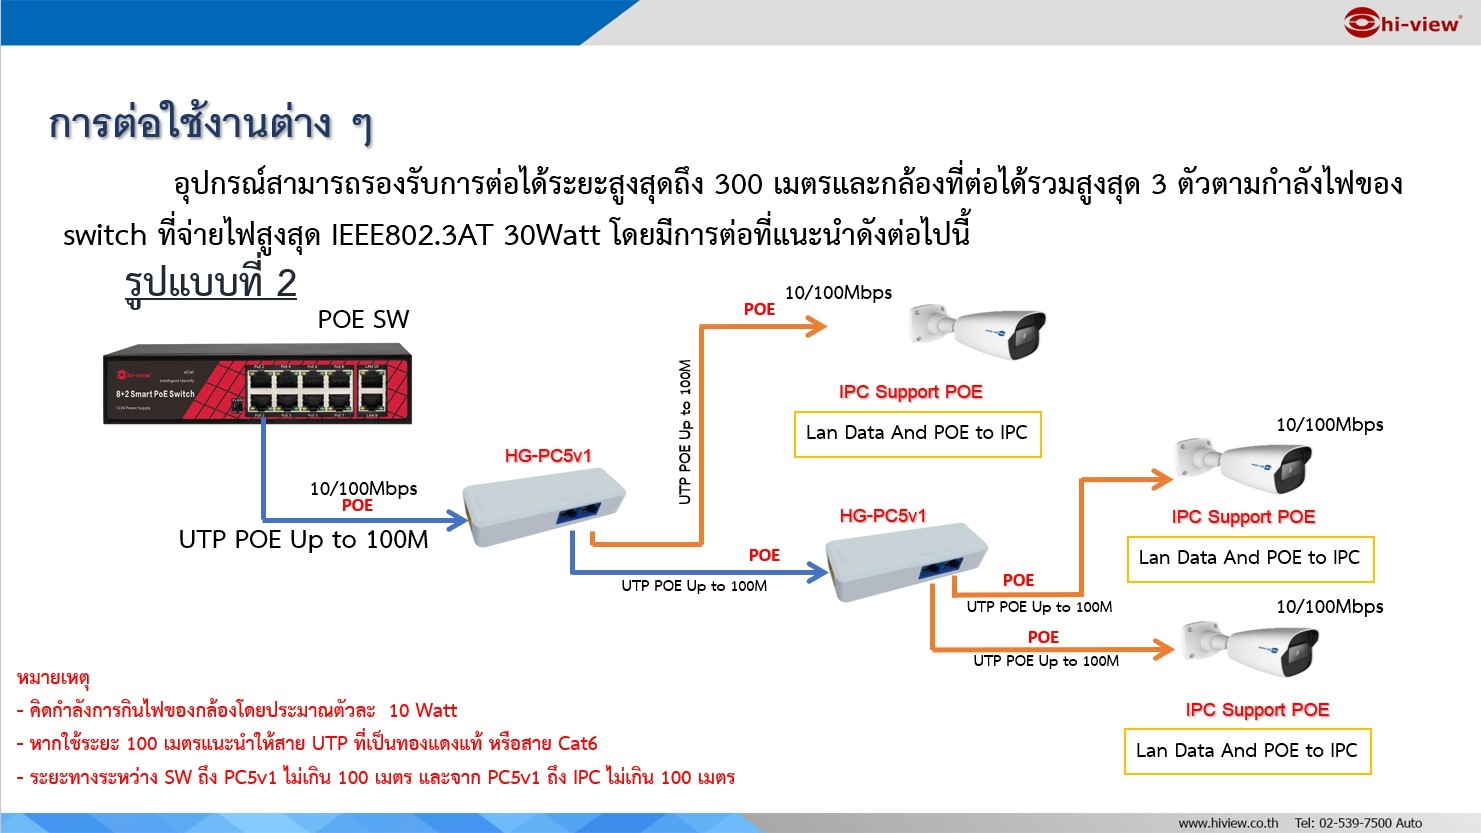 hi-view
การต่อใช้งานต่าง ๆ
อุปกรณ์สามารถรองรับการต่อได้ระยะสูงสุดถึง 300 เมตรและกล้องที่ต่อได้รวมสูงสุด 3 ตัวตามกำลังไฟของ
switch ที่จ่ายไฟสูงสุด IEEE802.3AT 30Watt โดยมีการต่อที่แนะนำดังต่อไปนี้
รูปแบบที่ 2
POE SW
hi-view
8+2 Smart PoE Switch
10/100Mbps
POE
UTP POE Up to 100M
HG-PC5v1
UTP POE Up to 100M
POE
10/100Mbps
IPC Support POE
Lan Data And POE to IPC
POE
UTP POE Up to 100M
HG-PC5v1
POE
UTP POE Up to 100M
10/100Mbps
IPC Support POE
Lan Data And POE to IPC
POE
UTP POE Up to 100M
10/100Mbps
IPC Support POE
Lan Data And POE to IPC
หมายเหตุ
- คิดกำลังการกินไฟของกล้องโดยประมาณตัวละ 10 Watt
- หากใช้ระยะ 100 เมตรแนะนำให้สาย UTP ที่เป็นทองแดงแท้ หรือสาย Cat6
- ระยะทางระหว่าง SW ถึง PC5v1 ไม่เกิน 100 เมตร และจาก PC5v1 ถึง IPC ไม่เกิน 100 เมตร
www.hiview.co.th Tel: 02-539-7500 Auto